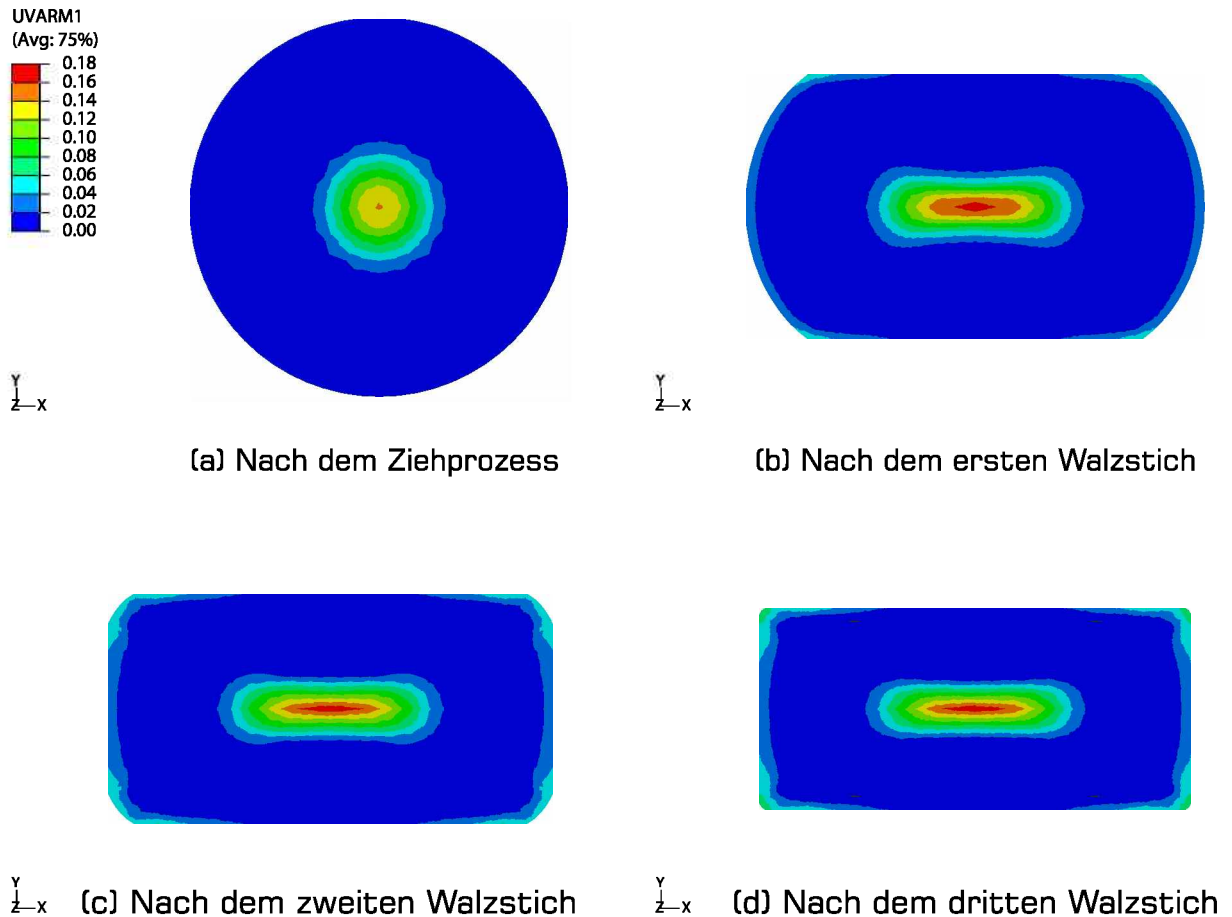 UVARM1
(Avg: 75%)
0.18
0.16
0.14
0.12
0.10
0.08
0.06
0.04
0.02
0.00
Y
Z X
(a) Nach dem Ziehprozess
Y
Z X
(b) Nach dem ersten Walzstich
Y
Z X
(c) Nach dem zweiten Walzstich
Y
Z X
(d) Nach dem dritten Walzstich